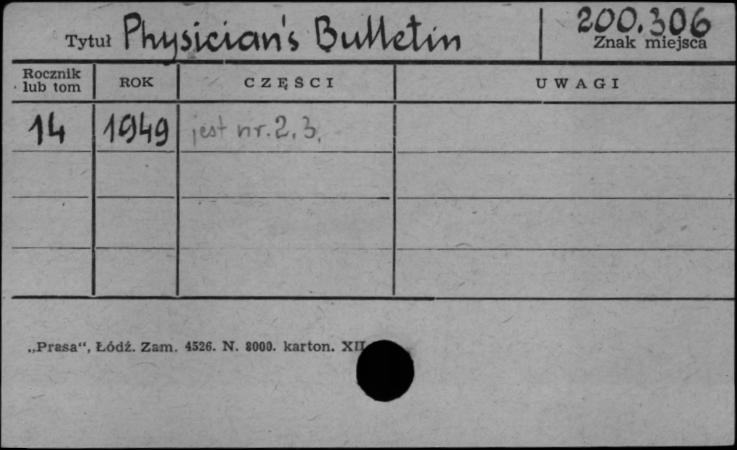 Tytuł Physician's Bulletin 200.306
Znak miejsca
Rocznik lub tom ROK CZĘŚCI UWAGI
14 1949 jest nr. 2, 3,
„Prasa“, Łódź. Zam. 4526. N. 8000. karton. XII